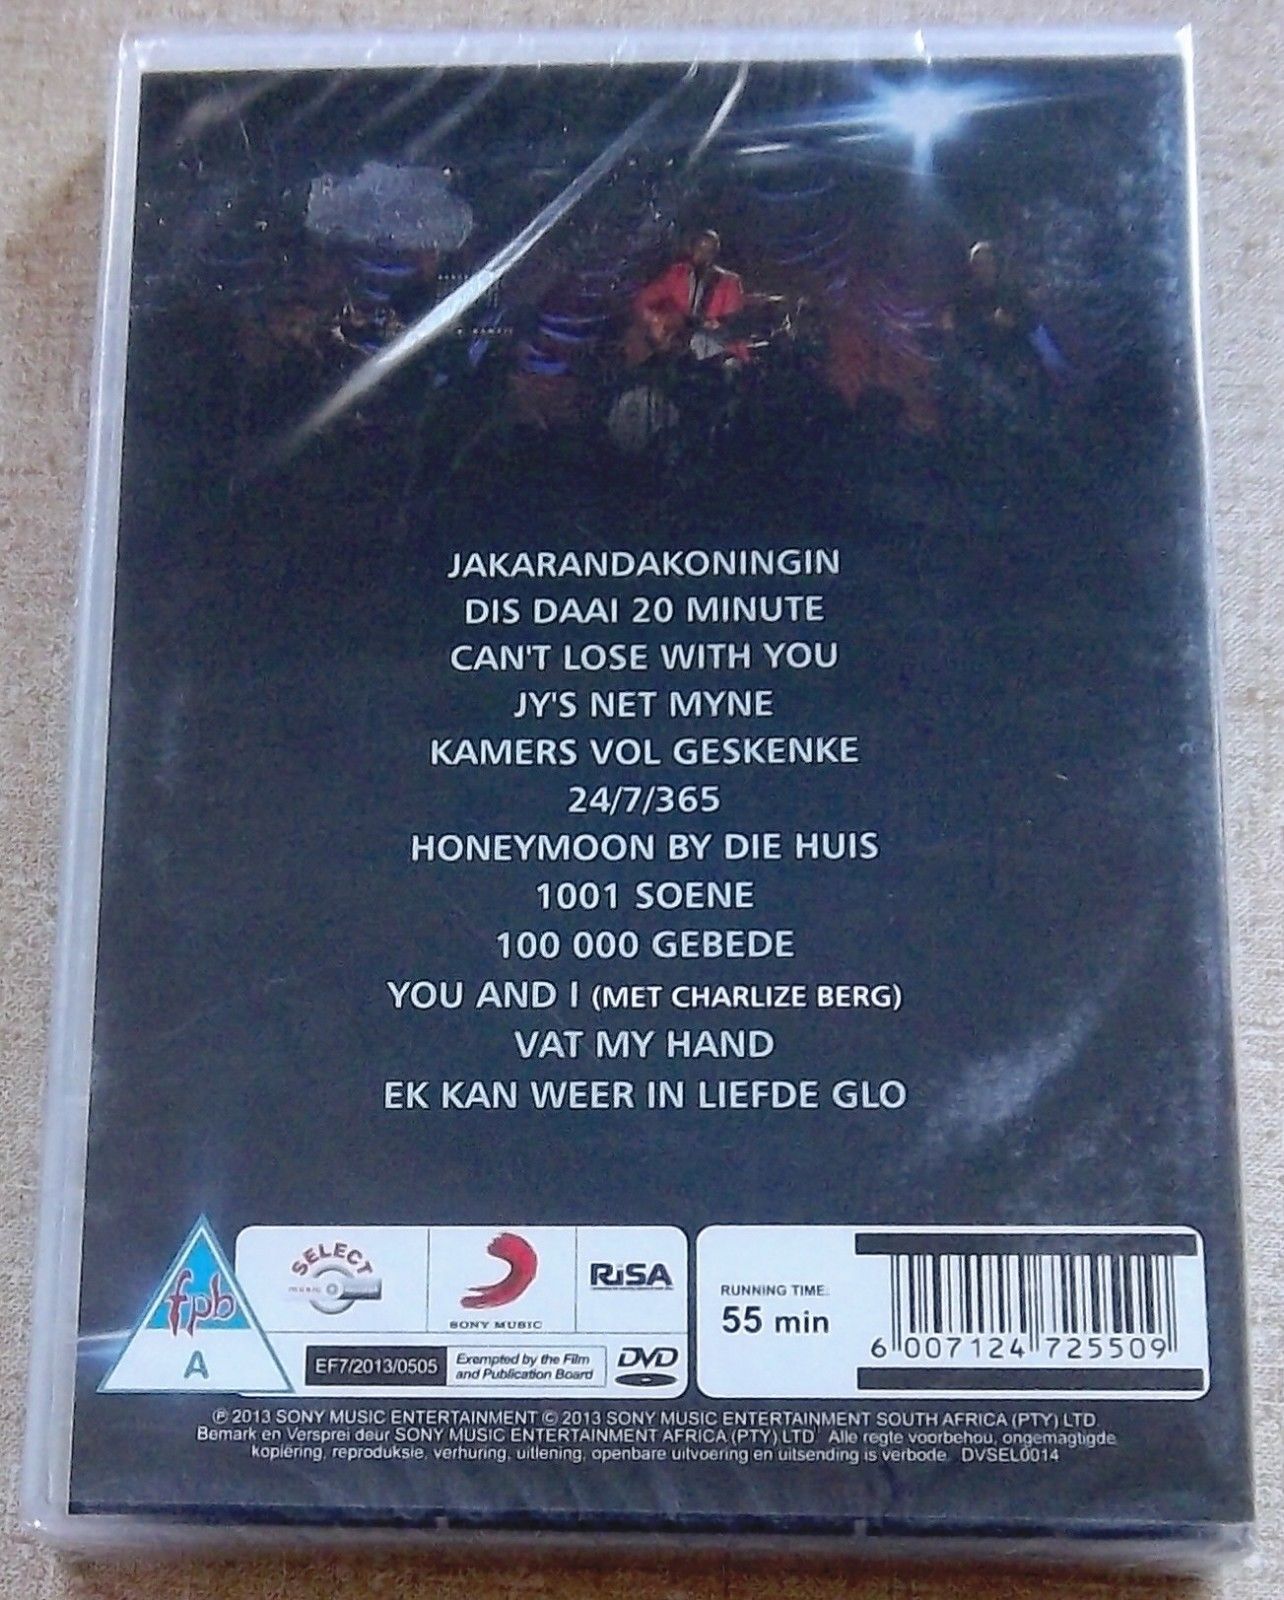 JAKARANDAKONINGIN
DIS DAAI 20 MINUTE
CAN'T LOSE WITH YOU
JY'S NET MYNE
KAMERS VOL GESKENKE
24/7/365
HONEYMOON BY DIE HUIS
1001 SOENE
100 000 GEBEDE
YOU AND I (MET CHARLIZE BERG)
VAT MY HAND
EK KAN WEER IN LIEFDE GLO
fpb
A
SELECT
music
SONY MUSIC
RiSA
EF7/2013/0505
Exempted by the Film
and Publication Board
DVD
RUNNING TIME:
55 min
6 007124 725509
℗ 2013 SONY MUSIC ENTERTAINMENT © 2013 SONY MUSIC ENTERTAINMENT SOUTH AFRICA (PTY) LTD
Bemark en Versprei deur SONY MUSIC ENTERTAINMENT AFRICA (PTY) LTD Alle regte voorbehou, ongemagtigde
kopiëring, reproduksie, verhuring, uitlening, openbare uitvoering en uitsending is verbode DVSEL0014